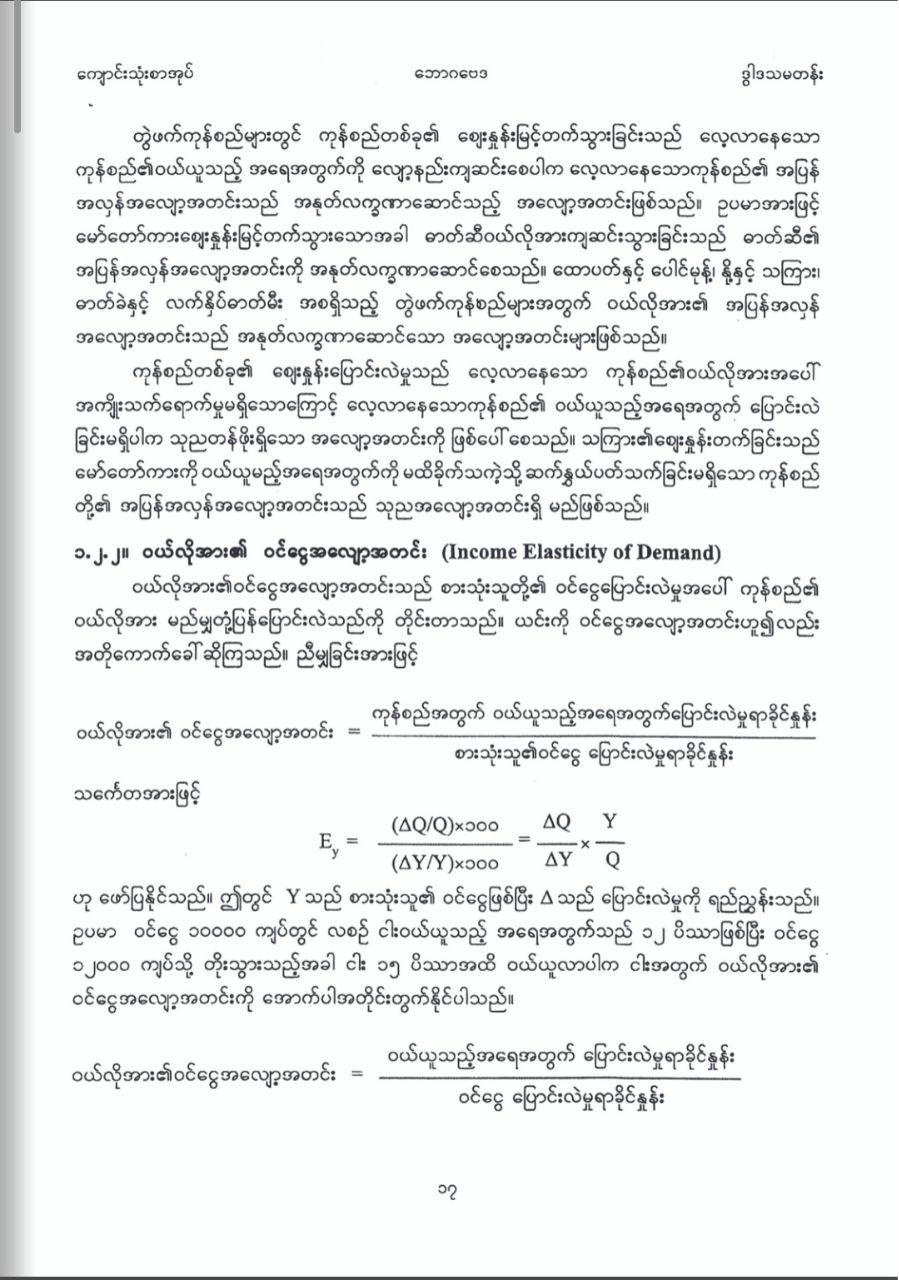 ကျောင်းသုံးစာအုပ် ဘောဂဗေဒ ဒွါဒသမတန်း
တွဲဖက်ကုန်စည်များတွင် ကုန်စည်တစ်ခု၏ ဈေးနှုန်းမြင့်တက်သွားခြင်းသည် လေ့လာနေသော
ကုန်စည်၏ဝယ်ယူသည့် အရေအတွက်ကို လျော့နည်းကျဆင်းစေပါက လေ့လာနေသောကုန်စည်၏ အပြန်
အလှန်အလျော့အတင်းသည် အနုတ်လက္ခဏာဆောင်သည့် အလျော့အတင်းဖြစ်သည်။ ဥပမာအားဖြင့်
မော်တော်ကားဈေးနှုန်းမြင့်တက်သွားသောအခါ ဓာတ်ဆီဝယ်လိုအားကျဆင်းသွားခြင်းသည် ဓာတ်ဆီ၏
အပြန်အလှန်အလျော့အတင်းကို အနုတ်လက္ခဏာဆောင်စေသည်။ ထောပတ်နှင့် ပေါင်မုန့်၊ နို့နှင့် သကြား၊
ဓာတ်ခဲနှင့် လက်နှိပ်ဓာတ်မီး အစရှိသည့် တွဲဖက်ကုန်စည်များအတွက် ဝယ်လိုအား၏ အပြန်အလှန်
အလျော့အတင်းသည် အနုတ်လက္ခဏာဆောင်သော အလျော့အတင်းများဖြစ်သည်။
ကုန်စည်တစ်ခု၏ ဈေးနှုန်းပြောင်းလဲမှုသည် လေ့လာနေသော ကုန်စည်၏ဝယ်လိုအားအပေါ်
အကျိုးသက်ရောက်မှုမရှိသောကြောင့် လေ့လာနေသောကုန်စည်၏ ဝယ်ယူသည့်အရေအတွက် ပြောင်းလဲ
ခြင်းမရှိပါက သုညတန်ဖိုးရှိသော အလျော့အတင်းကို ဖြစ်ပေါ်စေသည်။ သကြား၏ဈေးနှုန်းတက်ခြင်းသည်
မော်တော်ကားကို ဝယ်ယူမည့်အရေအတွက်ကို မထိခိုက်သကဲ့သို့ ဆက်နွှယ်ပတ်သက်ခြင်းမရှိသော ကုန်စည်
တို့၏ အပြန်အလှန်အလျော့အတင်းသည် သုညအလျော့အတင်းရှိ မည်ဖြစ်သည်။
၁.၂.၂။ ဝယ်လိုအား၏ ဝင်ငွေအလျော့အတင်း (Income Elasticity of Demand)
ဝယ်လိုအား၏ဝင်ငွေအလျော့အတင်းသည် စားသုံးသူတို့၏ ဝင်ငွေပြောင်းလဲမှုအပေါ် ကုန်စည်၏
ဝယ်လိုအား မည်မျှတုံ့ပြန်ပြောင်းလဲသည်ကို တိုင်းတာသည်။ ယင်းကို ဝင်ငွေအလျော့အတင်းဟူ၍လည်း
အတိုကောက်ခေါ်ဆိုကြသည်။ ညီမျှခြင်းအားဖြင့်
ဝယ်လိုအား၏ ဝင်ငွေအလျော့အတင်း = ကုန်စည်အတွက် ဝယ်ယူသည့်အရေအတွက်ပြောင်းလဲမှုရာခိုင်နှုန်း
စားသုံးသူ၏ဝင်ငွေ ပြောင်းလဲမှုရာခိုင်နှုန်း
သင်္ကေတအားဖြင့်
E_y = (ΔQ/Q)×၁၀၀ = ΔQ × Y
(ΔY/Y)×၁၀၀ ΔY Q
ဟု ဖော်ပြနိုင်သည်။ ဤတွင် Y သည် စားသုံးသူ၏ ဝင်ငွေဖြစ်ပြီး Δ သည် ပြောင်းလဲမှုကို ရည်ညွှန်းသည်။
ဥပမာ ဝင်ငွေ ၁၀၀၀၀ ကျပ်တွင် လစဉ် ငါးဝယ်ယူသည့် အရေအတွက်သည် ၁၂ ပိဿာဖြစ်ပြီး ဝင်ငွေ
၁၂၀၀၀ ကျပ်သို့ တိုးသွားသည့်အခါ ငါး ၁၅ ပိဿာအထိ ဝယ်ယူလာပါက ငါးအတွက် ဝယ်လိုအား၏
ဝင်ငွေအလျော့အတင်းကို အောက်ပါအတိုင်းတွက်နိုင်ပါသည်။
ဝယ်လိုအား၏ဝင်ငွေအလျော့အတင်း = ဝယ်ယူသည့်အရေအတွက် ပြောင်းလဲမှုရာခိုင်နှုန်း
ဝင်ငွေ ပြောင်းလဲမှုရာခိုင်နှုန်း
၁၇